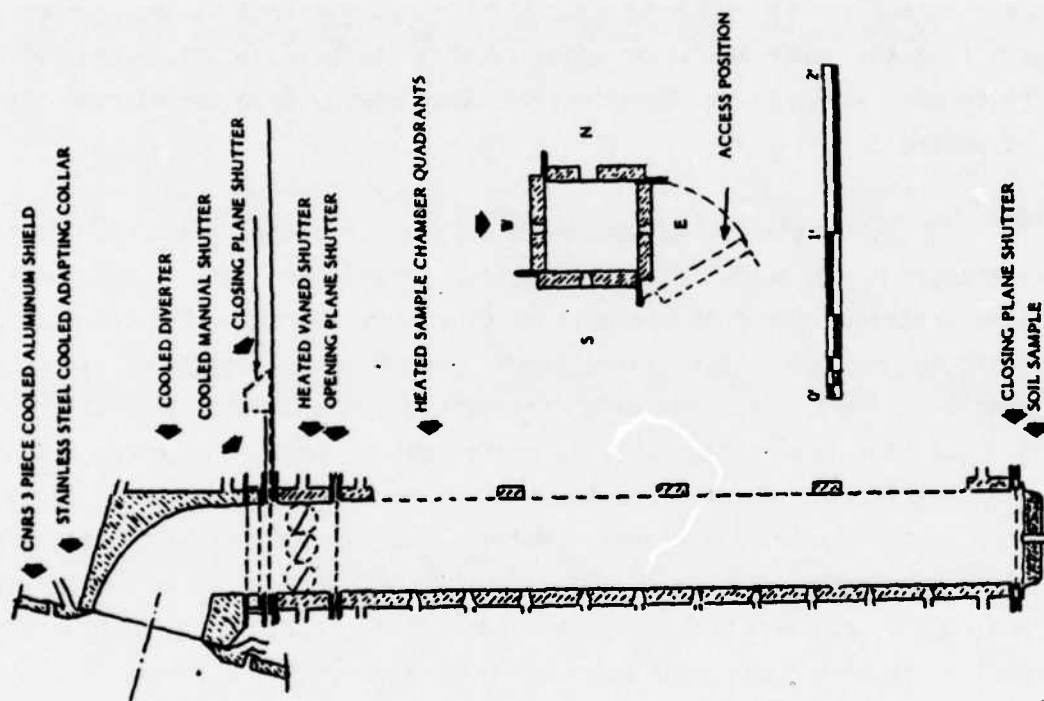 CNRS 3 PIECE COOLED ALUMINUM SHIELD
STAINLESS STEEL COOLED ADAPTING COLLAR
COOLED DIVERTER
COOLED MANUAL SHUTTER
CLOSING PLANE SHUTTER
HEATED VANED SHUTTER
OPENING PLANE SHUTTER
HEATED SAMPLE CHAMBER QUADRANTS
W
N
S
E
ACCESS POSITION
0'
1'
2'
CLOSING PLANE SHUTTER
SOIL SAMPLE